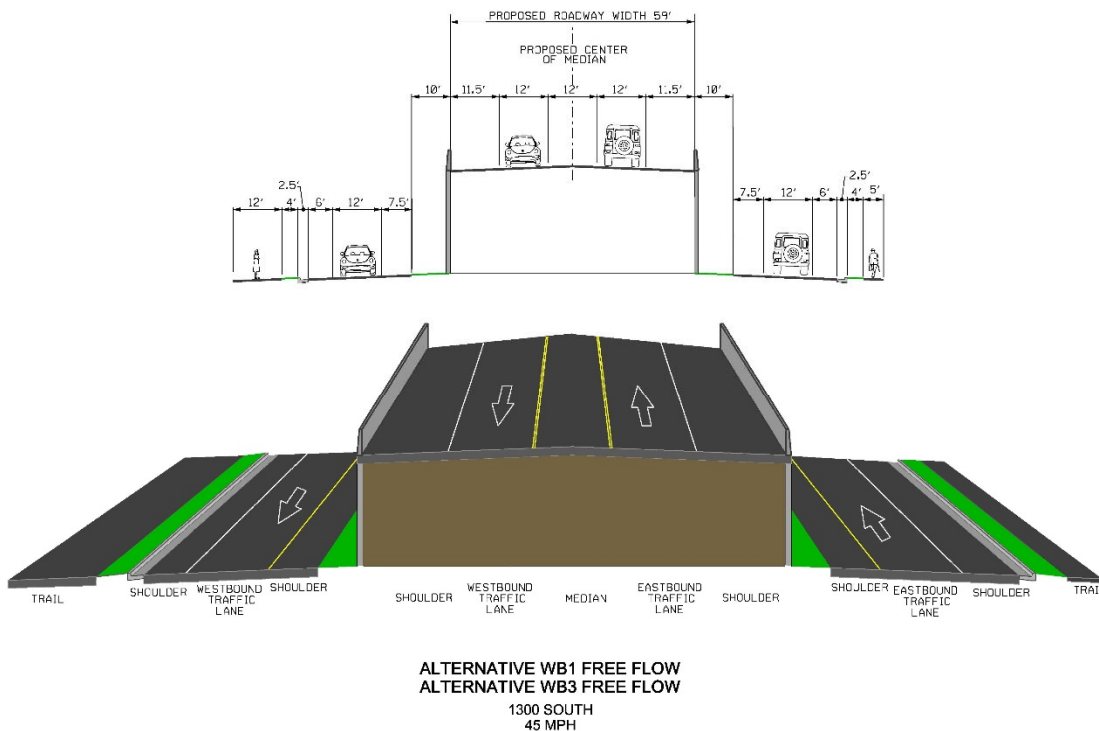 PROPOSED ROADWAY WIDTH 59'
PROPOSED CENTER
OF MEDIAN
10' 11.5' 12' 12' 12' 11.5' 10'
2.5' 2.5'
12' 4' 6' 12' 7.5' 7.5' 12' 6' 4' 5'
TRAIL SHOULDER WESTBOUND TRAFFIC LANE SHOULDER
SHOULDER WESTBOUND TRAFFIC LANE MEDIAN EASTBOUND TRAFFIC LANE SHOULDER
SHOULDER EASTBOUND TRAFFIC LANE SHOULDER TRAI
ALTERNATIVE WB1 FREE FLOW
ALTERNATIVE WB3 FREE FLOW
1300 SOUTH
45 MPH